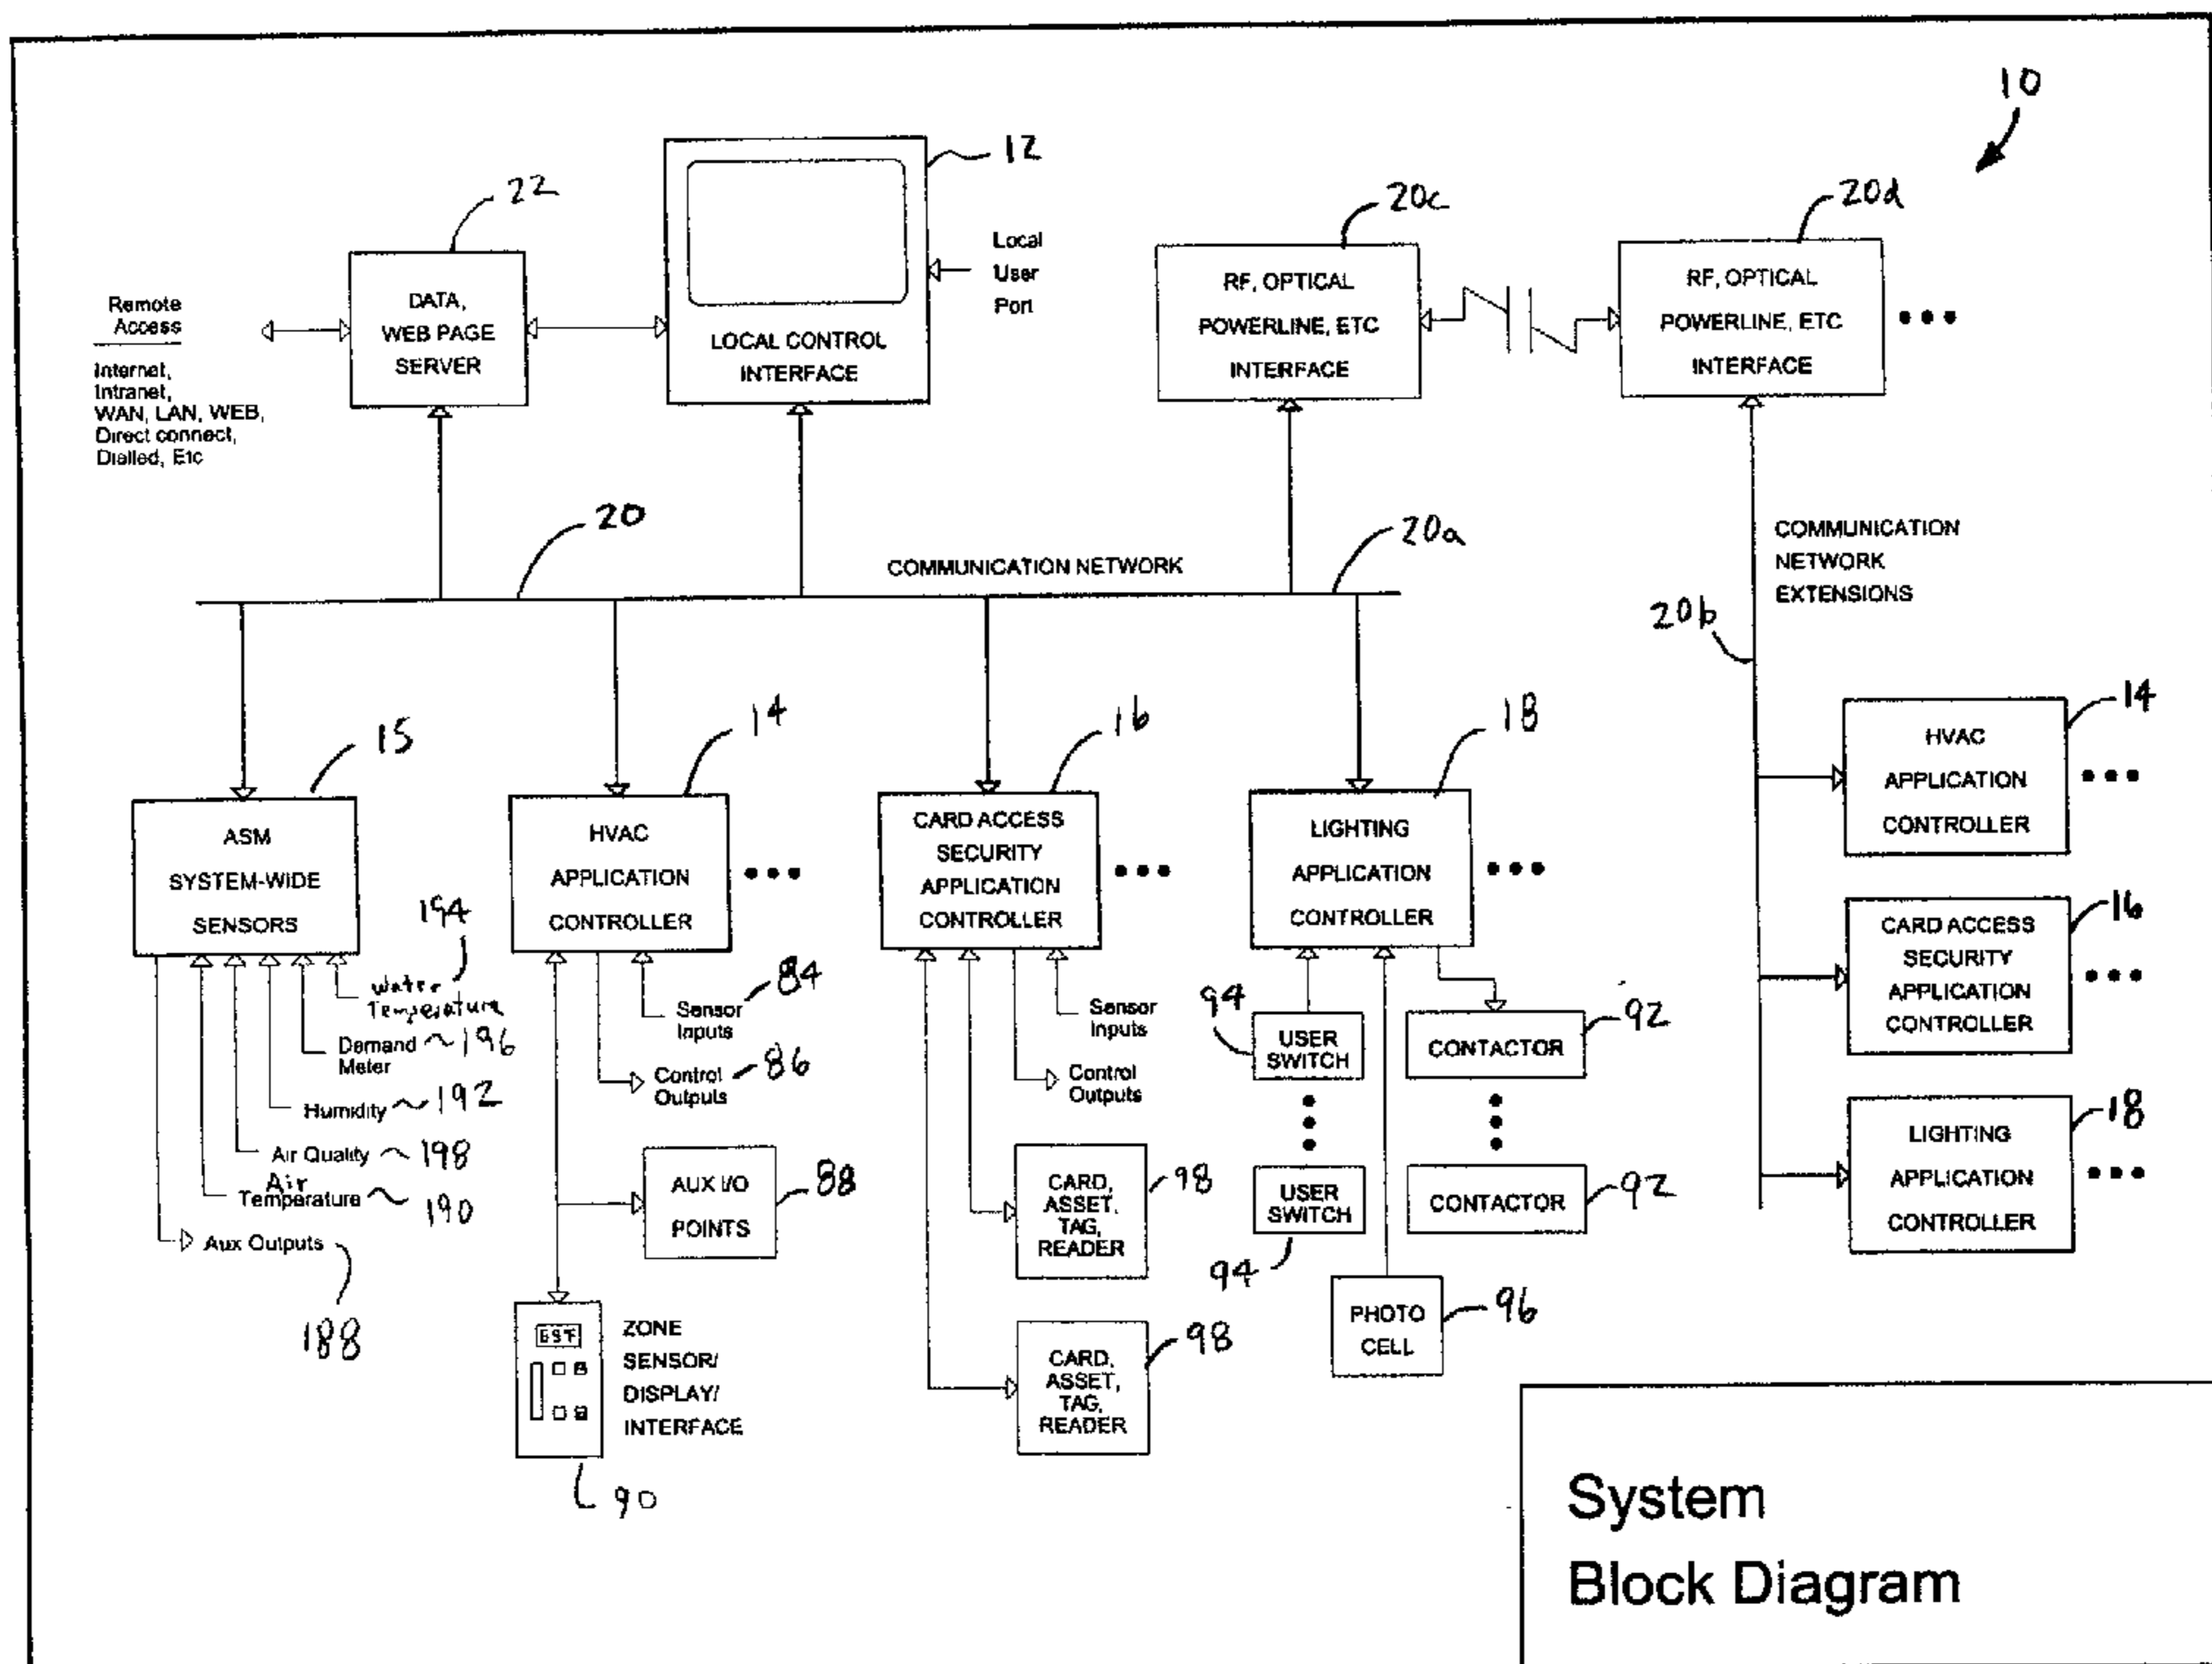 10
12
22
20c
20d
Local
User
Port
Remote
Access
Internet,
Intranet,
WAN, LAN, WEB,
Direct connect,
Dialled, Etc
DATA,
WEB PAGE
SERVER
LOCAL CONTROL
INTERFACE
RF, OPTICAL
POWERLINE, ETC
INTERFACE
RF, OPTICAL
POWERLINE, ETC
INTERFACE
20
COMMUNICATION NETWORK
20a
COMMUNICATION
NETWORK
EXTENSIONS
20b
15
14
16
18
14
ASM
SYSTEM-WIDE
SENSORS
HVAC
APPLICATION
CONTROLLER
CARD ACCESS
SECURITY
APPLICATION
CONTROLLER
LIGHTING
APPLICATION
CONTROLLER
HVAC
APPLICATION
CONTROLLER
16
CARD ACCESS
SECURITY
APPLICATION
CONTROLLER
18
LIGHTING
APPLICATION
CONTROLLER
194
Water
Temperature
Demand
Meter
196
Humidity 192
Air Quality 198
Air
Temperature 190
Aux Outputs
188
84
Sensor
Inputs
86
Control
Outputs
AUX I/O
POINTS
88
ZONE
SENSOR/
DISPLAY/
INTERFACE
90
Sensor
Inputs
Control
Outputs
CARD,
ASSET,
TAG,
READER
98
CARD,
ASSET,
TAG,
READER
98
94
USER
SWITCH
CONTACTOR
92
USER
SWITCH
94
CONTACTOR
92
PHOTO
CELL
96
System
Block Diagram